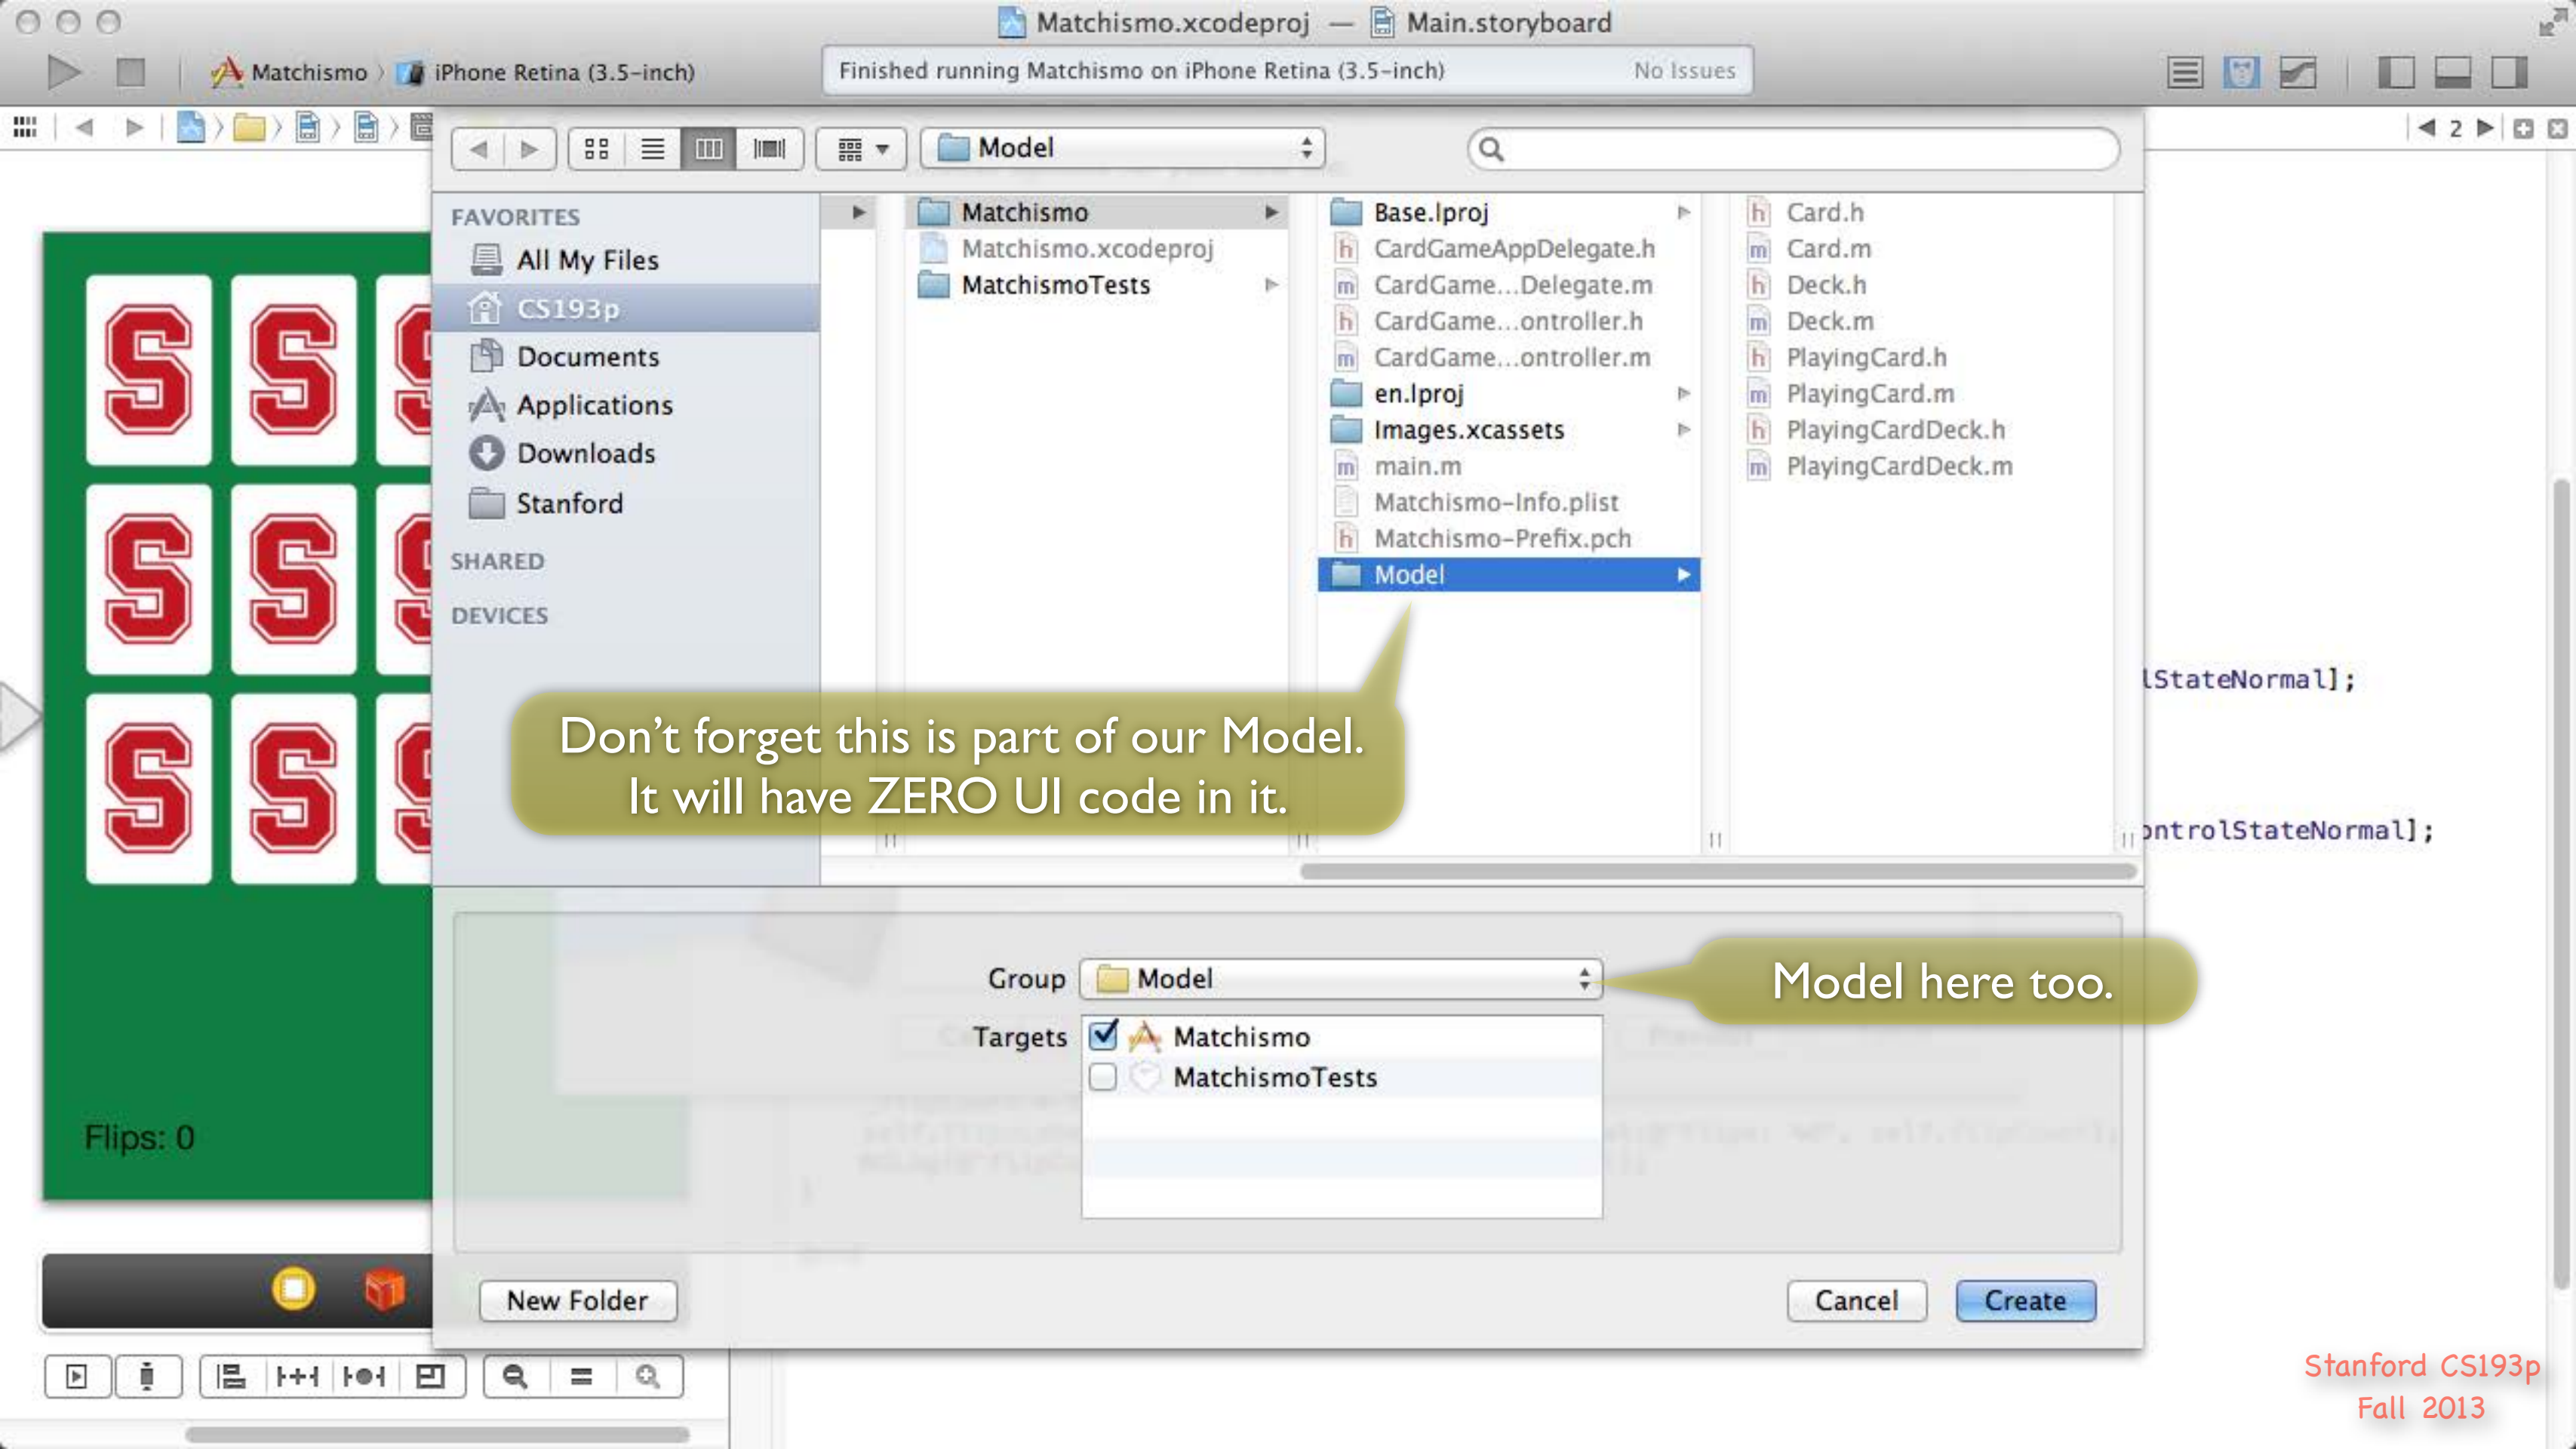 Matchismo.xcodeproj — Main.storyboard
Matchismo iPhone Retina (3.5-inch)
Finished running Matchismo on iPhone Retina (3.5-inch) No Issues
2
Model
FAVORITES
All My Files
CS193p
Documents
Applications
Downloads
Stanford
SHARED
DEVICES
Matchismo
Matchismo.xcodeproj
MatchismoTests
Base.lproj
CardGameAppDelegate.h
CardGame...Delegate.m
CardGame...ontroller.h
CardGame...ontroller.m
en.lproj
Images.xcassets
main.m
Matchismo-Info.plist
Matchismo-Prefix.pch
Model
Card.h
Card.m
Deck.h
Deck.m
PlayingCard.h
PlayingCard.m
PlayingCardDeck.h
PlayingCardDeck.m
S S
S S
S S
lStateNormal];
ontrolStateNormal];
Don't forget this is part of our Model.
It will have ZERO UI code in it.
Group Model
Model here too.
Targets Matchismo
MatchismoTests
Flips: 0
New Folder
Cancel Create
Stanford CS193p
Fall 2013